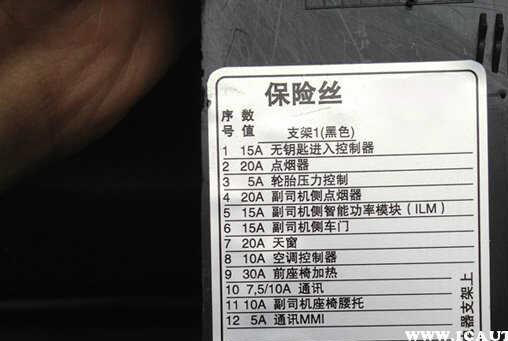 保险丝
序 数
号 值 支架1(黑色)
1 15A 无钥匙进入控制器
2 20A 点烟器
3 5A 轮胎压力控制
4 20A 副司机侧点烟器
5 15A 副司机侧智能功率模块(ILM)
6 15A 副司机侧车门
7 20A 天窗
8 10A 空调控制器
9 30A 前座椅加热
10 7,5/10A 通讯
11 10A 副司机座椅腰托
12 5A 通讯MMI
器支架上
WWW.JCAUT